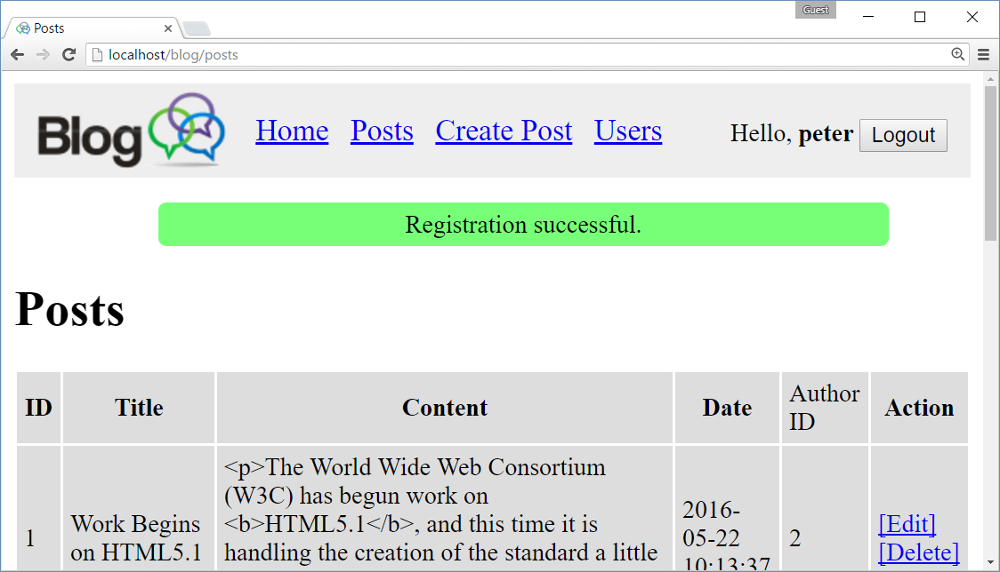 Guest
Posts
localhost/blog/posts
Blog Home Posts Create Post Users Hello, peter Logout
Registration successful.
Posts
ID Title Content Date Author ID Action
1
Work Begins
on HTML5.1
<p>The World Wide Web Consortium
(W3C) has begun work on
<b>HTML5.1</b>, and this time it is
handling the creation of the standard a little
2016-
05-22
10:13:37
2
[Edit]
[Delete]